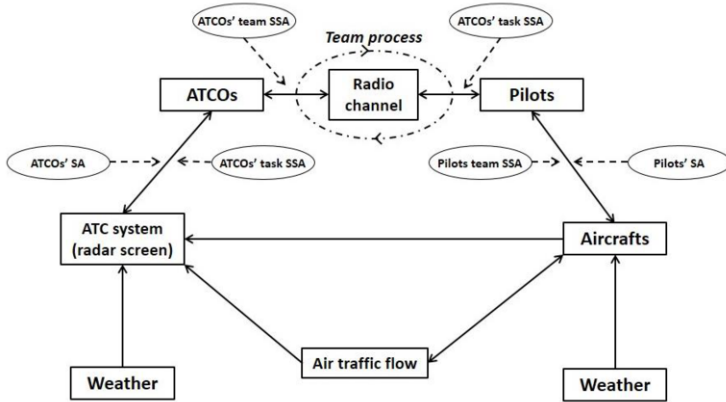 ATCOs' team SSA
Team process
ATCOs' task SSA
ATCOs
Radio
channel
Pilots
ATCOs' SA
ATCOs' task SSA
Pilots team SSA
Pilots' SA
ATC system
(radar screen)
Aircrafts
Air traffic flow
Weather
Weather